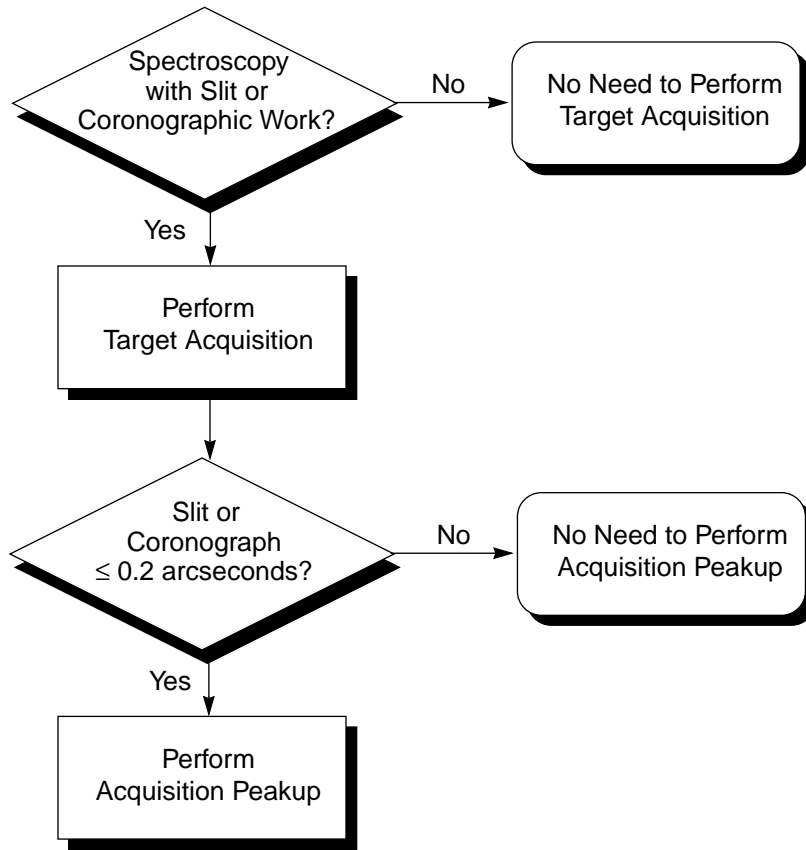 Spectroscopy
with Slit or
Coronographic Work?
No
No Need to Perform
Target Acquisition
Yes
Perform
Target Acquisition
Slit or
Coronograph
≤ 0.2 arcseconds?
No
No Need to Perform
Acquisition Peakup
Yes
Perform
Acquisition Peakup